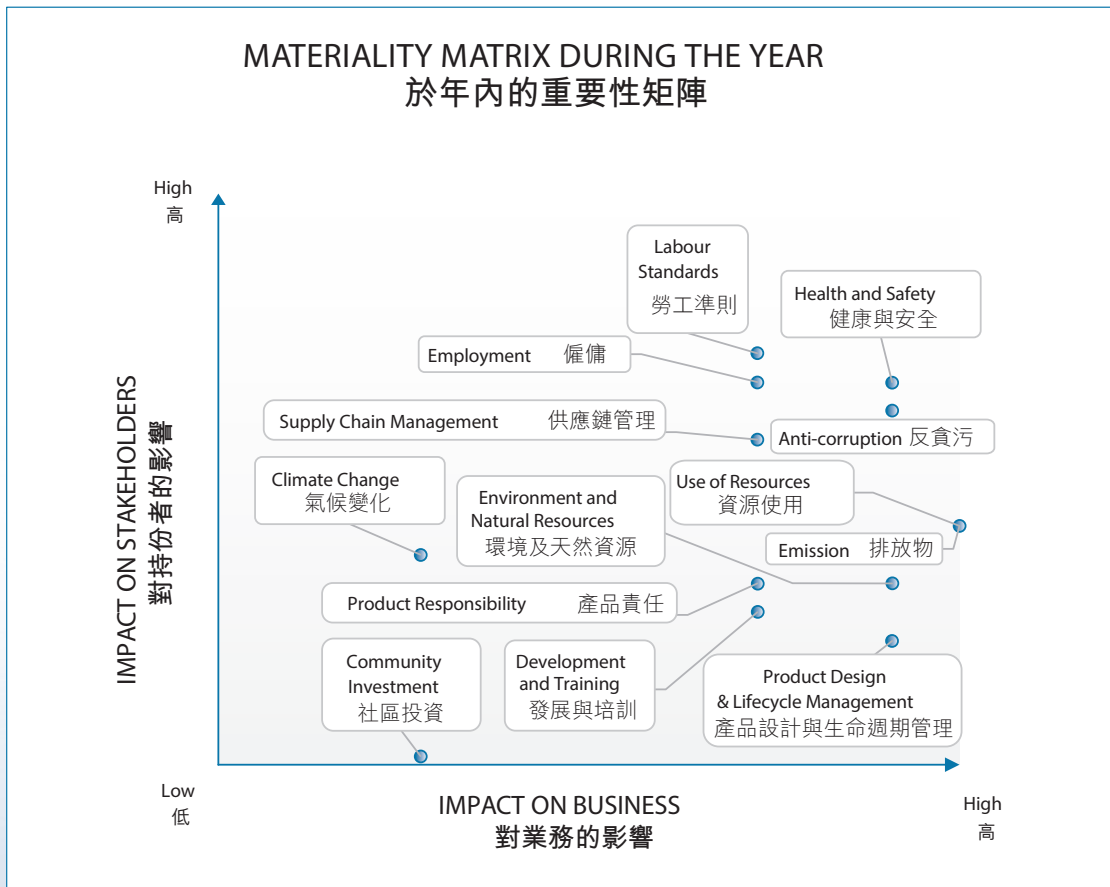 MATERIALITY MATRIX DURING THE YEAR
於年內的重要性矩陣
High
高
IMPACT ON STAKEHOLDERS
對持份者的影響
Labour
Standards
勞工準則
Health and Safety
健康與安全
Employment 僱傭
Supply Chain Management 供應鏈管理
Anti-corruption 反貪污
Climate Change
氣候變化
Environment and
Natural Resources
環境及天然資源
Use of Resources
資源使用
Emission 排放物
Product Responsibility 產品責任
Community
Investment
社區投資
Development
and Training
發展與培訓
Product Design
& Lifecycle Management
產品設計與生命週期管理
Low
低
IMPACT ON BUSINESS
對業務的影響
High
高